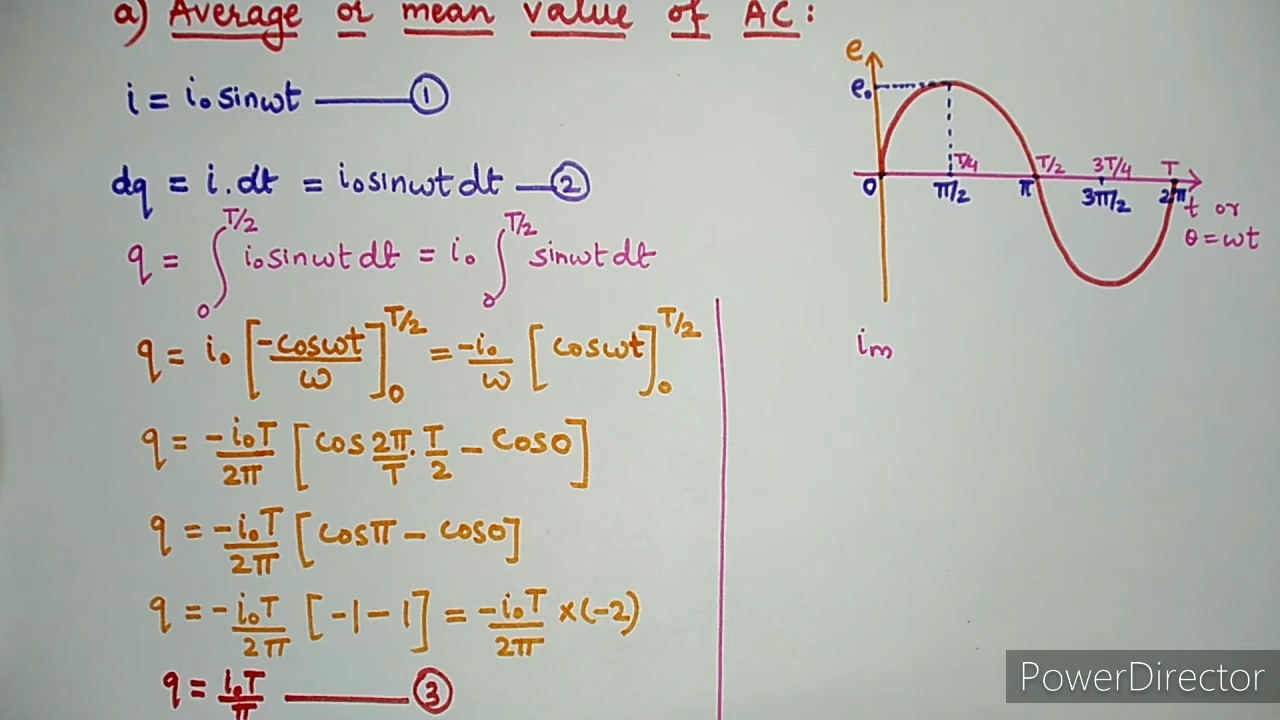 a) Average or mean value of AC:
i = i₀ sinωt ——— ①
dq = i.dt = i₀ sinωt dt — ②
q = ∫₀^{T/2} i₀ sinωt dt = i₀ ∫₀^{T/2} sinωt dt
q = i₀ [-cosωt/ω]₀^{T/2} = -i₀/ω [cosωt]₀^{T/2}
q = -i₀T/2π [cos 2π/T . T/2 - cos0]
q = -i₀T/2π [cosπ - cos0]
q = -i₀T/2π [-1-1] = -i₀T/2π ×(-2)
q = i₀T/π ——— ③
e
e₀
T/4 T/2 3T/4 T
0 π/2 π 3π/2 2π
t or
θ=ωt
iₘ
PowerDirector